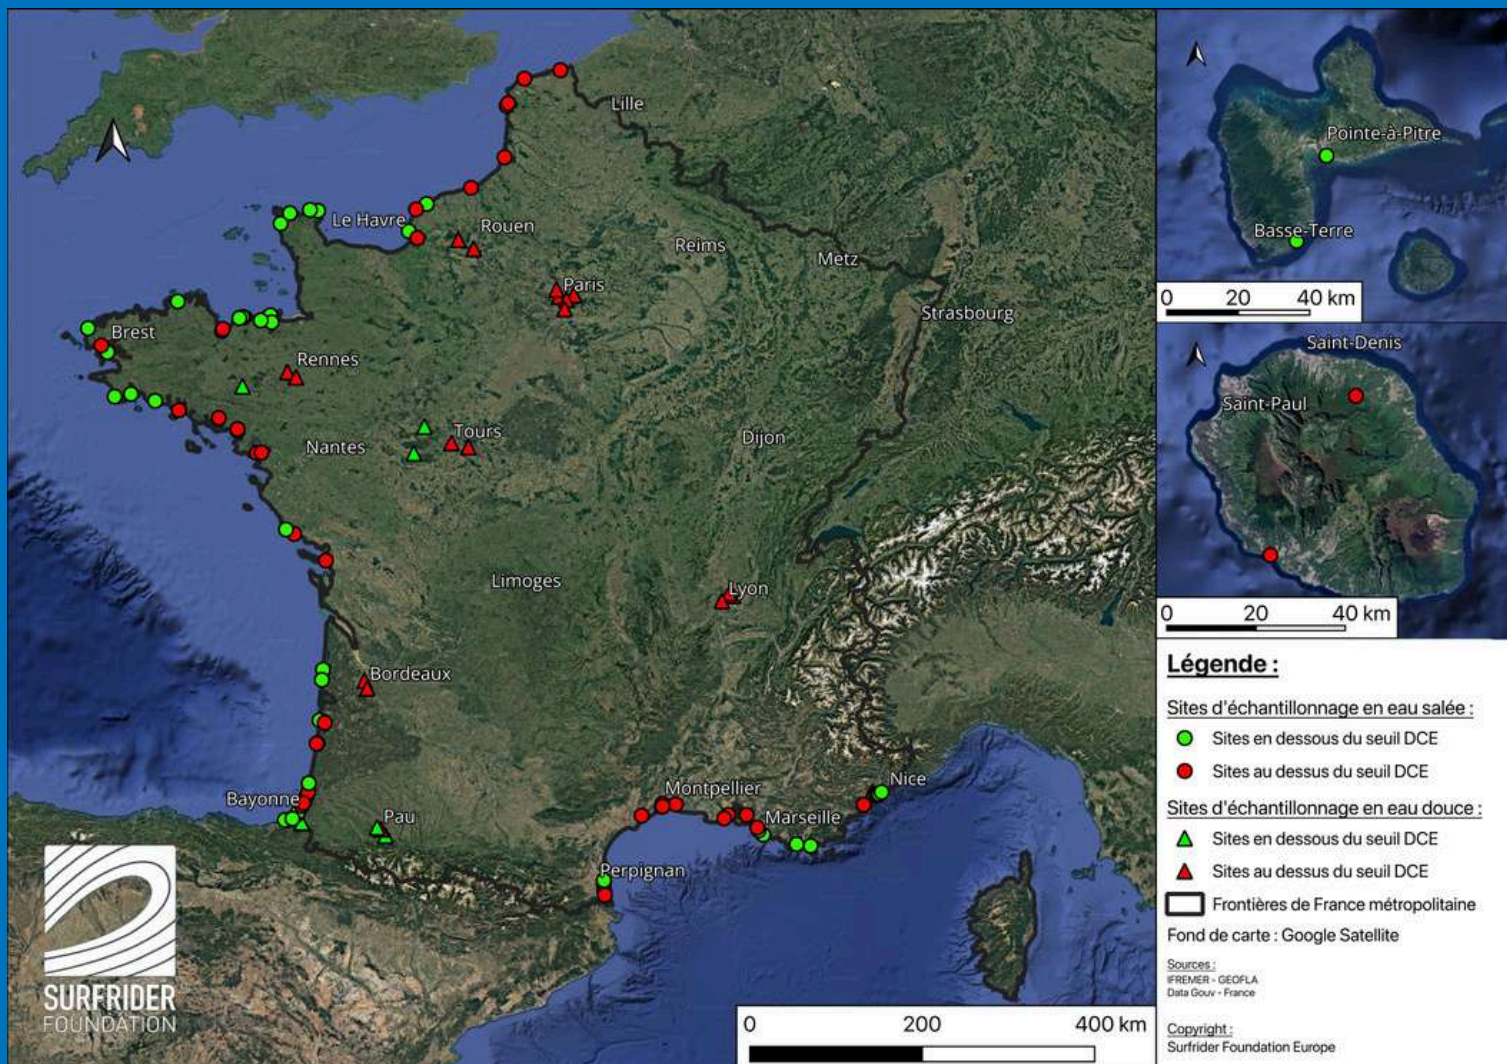 Lille
Le Havre
Rouen
Reims
Metz
Paris
Strasbourg
Brest
Rennes
Tours
Dijon
Nantes
Limoges
Lyon
Bordeaux
Montpellier
Nice
Bayonne
Pau
Marseille
Perpignan
SURFRIDER
FOUNDATION
0 200 400 km
Pointe-à-Pitre
Basse-Terre
0 20 40 km
Saint-Denis
Saint-Paul
0 20 40 km
Légende :
Sites d'échantillonnage en eau salée :
Sites en dessous du seuil DCE
Sites au dessus du seuil DCE
Sites d'échantillonnage en eau douce :
Sites en dessous du seuil DCE
Sites au dessus du seuil DCE
Frontières de France métropolitaine
Fond de carte : Google Satellite
Sources :
IFREMER - GEOFLA
Data Gouv - France
Copyright :
Surfrider Foundation Europe